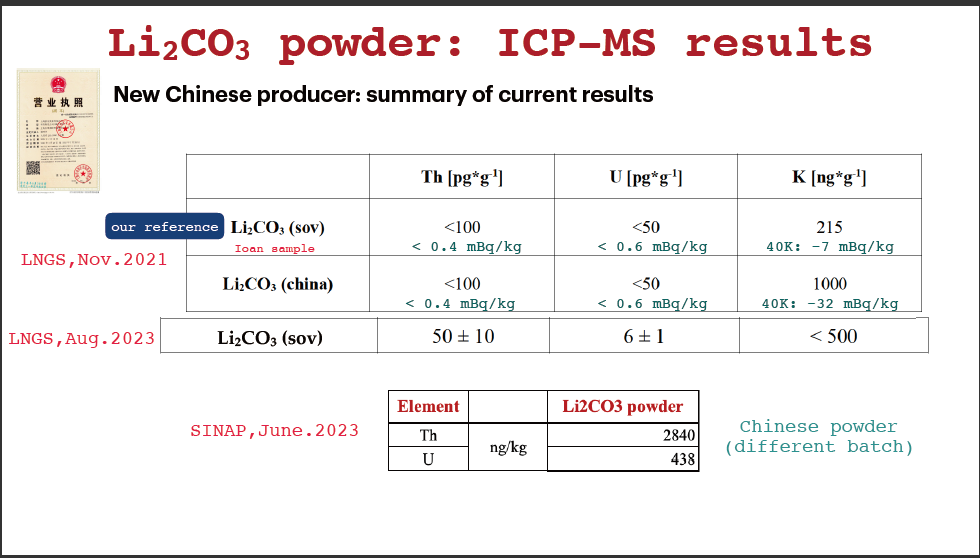 Li₂CO₃ powder: ICP-MS results
营业执照
New Chinese producer: summary of current results
Th [pg*g⁻¹] U [pg*g⁻¹] K [ng*g⁻¹]
our reference Li₂CO₃ (sov) <100 <50 215
Ioan sample < 0.4 mBq/kg < 0.6 mBq/kg 40K: ~7 mBq/kg
LNGS,Nov.2021
Li₂CO₃ (china) <100 <50 1000
< 0.4 mBq/kg < 0.6 mBq/kg 40K: ~32 mBq/kg
LNGS,Aug.2023 Li₂CO₃ (sov) 50 ± 10 6 ± 1 < 500
Element Li2CO3 powder
SINAP,June.2023 Th ng/kg 2840
U 438
Chinese powder
(different batch)